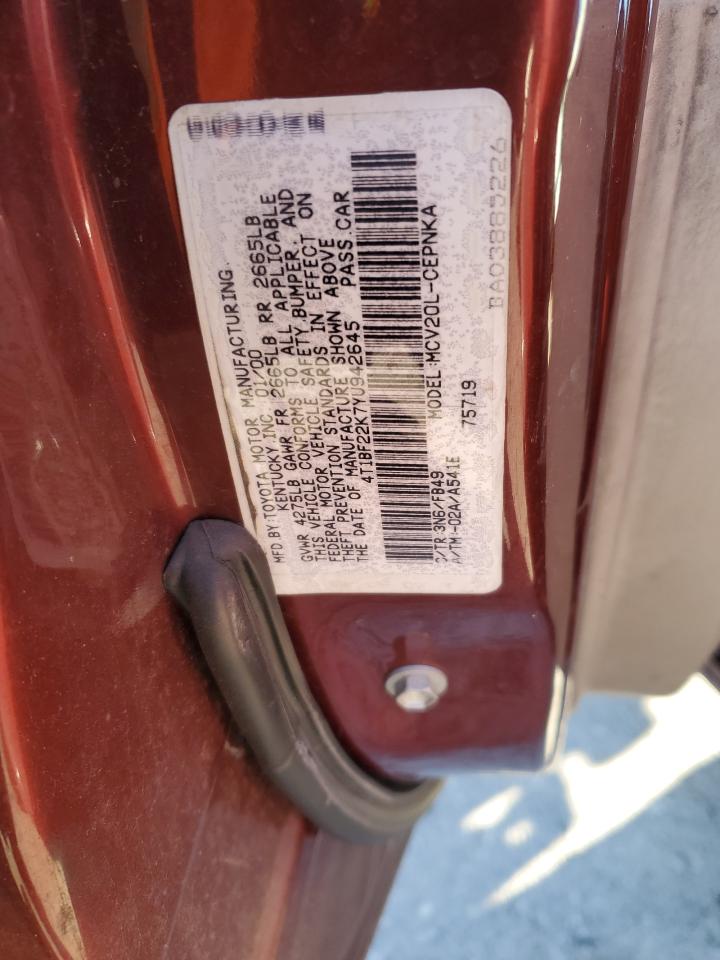 MFD BY: TOYOTA MOTOR MANUFACTURING
KENTUCKY, INC. 01/00
GVWR 4275LB GAWR FR 2665LB RR 2665LB
THIS VEHICLE CONFORMS TO ALL APPLICABLE
FEDERAL MOTOR VEHICLE SAFETY, BUMPER, AND
THEFT PREVENTION STANDARDS IN EFFECT ON
THE DATE OF MANUFACTURE SHOWN ABOVE
4T1BF22K7YU942645 PASS.CAR
C/TR 3N6/FB49 MODEL:MCV20L-CEPNKA
A/TM -02A/A541E
75719
BA03885226